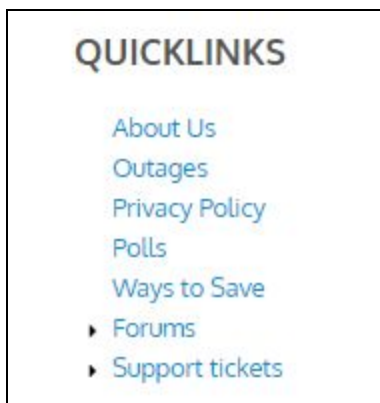 QUICKLINKS
About Us
Outages
Privacy Policy
Polls
Ways to Save
Forums
Support tickets